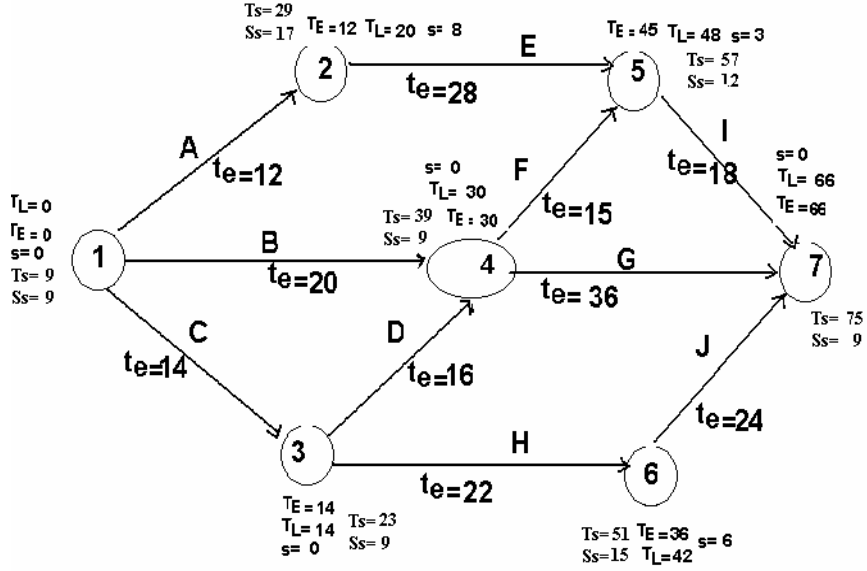 Ts= 29
Ss= 17
TE =12 TL= 20 s= 8
2
E
te=28
TE =45 TL= 48 s= 3
5
Ts= 57
Ss= 12
A
te=12
I
te=18
s= 0
TL= 66
TE =66
s= 0
TL= 30
TE = 30
Ts= 39
Ss= 9
F
te=15
TL= 0
TE =0
s= 0
Ts= 9
Ss= 9
1
B
te=20
4
G
te= 36
7
Ts= 75
Ss= 9
C
te=14
D
te=16
J
te=24
3
H
te=22
6
TE = 14
TL= 14
s= 0
Ts= 23
Ss= 9
Ts= 51 TE =36
Ss= 15 TL= 42
s= 6